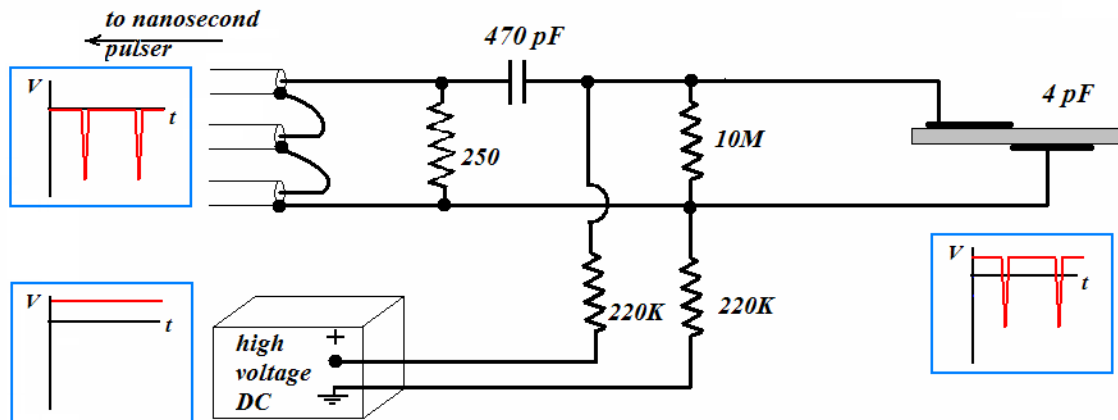 to nanosecond
pulser
470 pF
V
t
250
10M
4 pF
V
t
220K
220K
V
t
+
high
voltage
DC